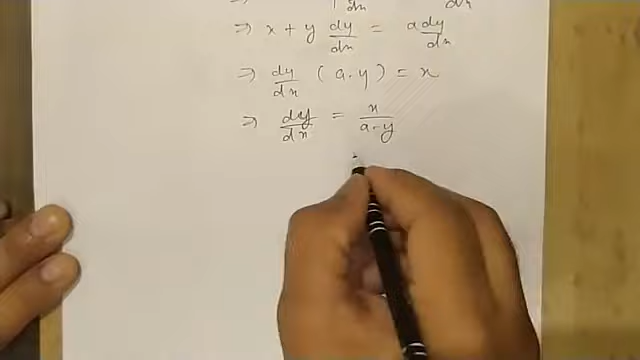 ⇒ x + y dy/dx = a dy/dx
⇒ dy/dx (a - y) = x
⇒ dy/dx = x/(a-y)